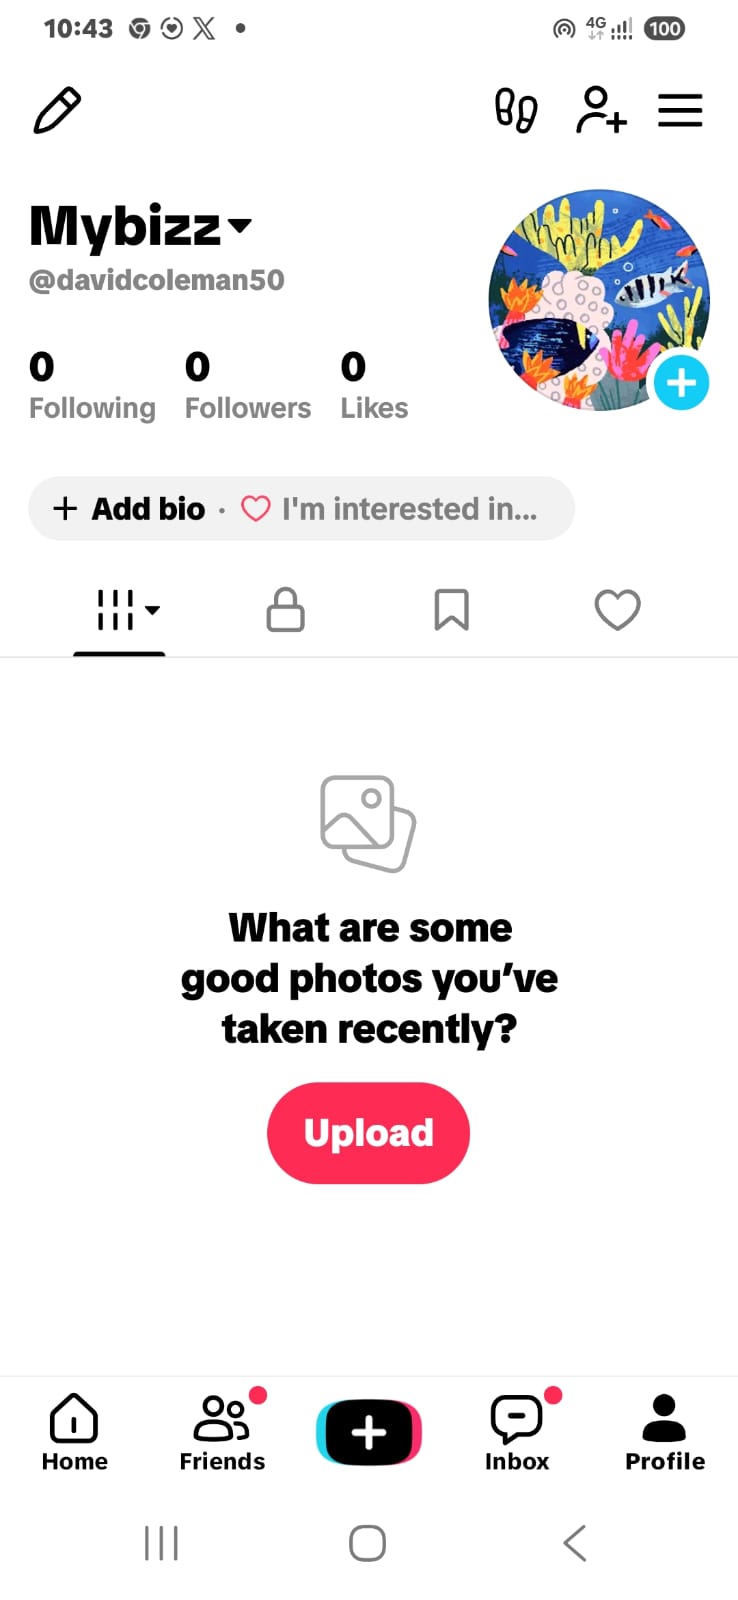 10:43 4G 100
Mybizz
@davidcoleman50
0 0 0
Following Followers Likes
+ Add bio · I'm interested in...
What are some
good photos you've
taken recently?
Upload
Home Friends Inbox Profile